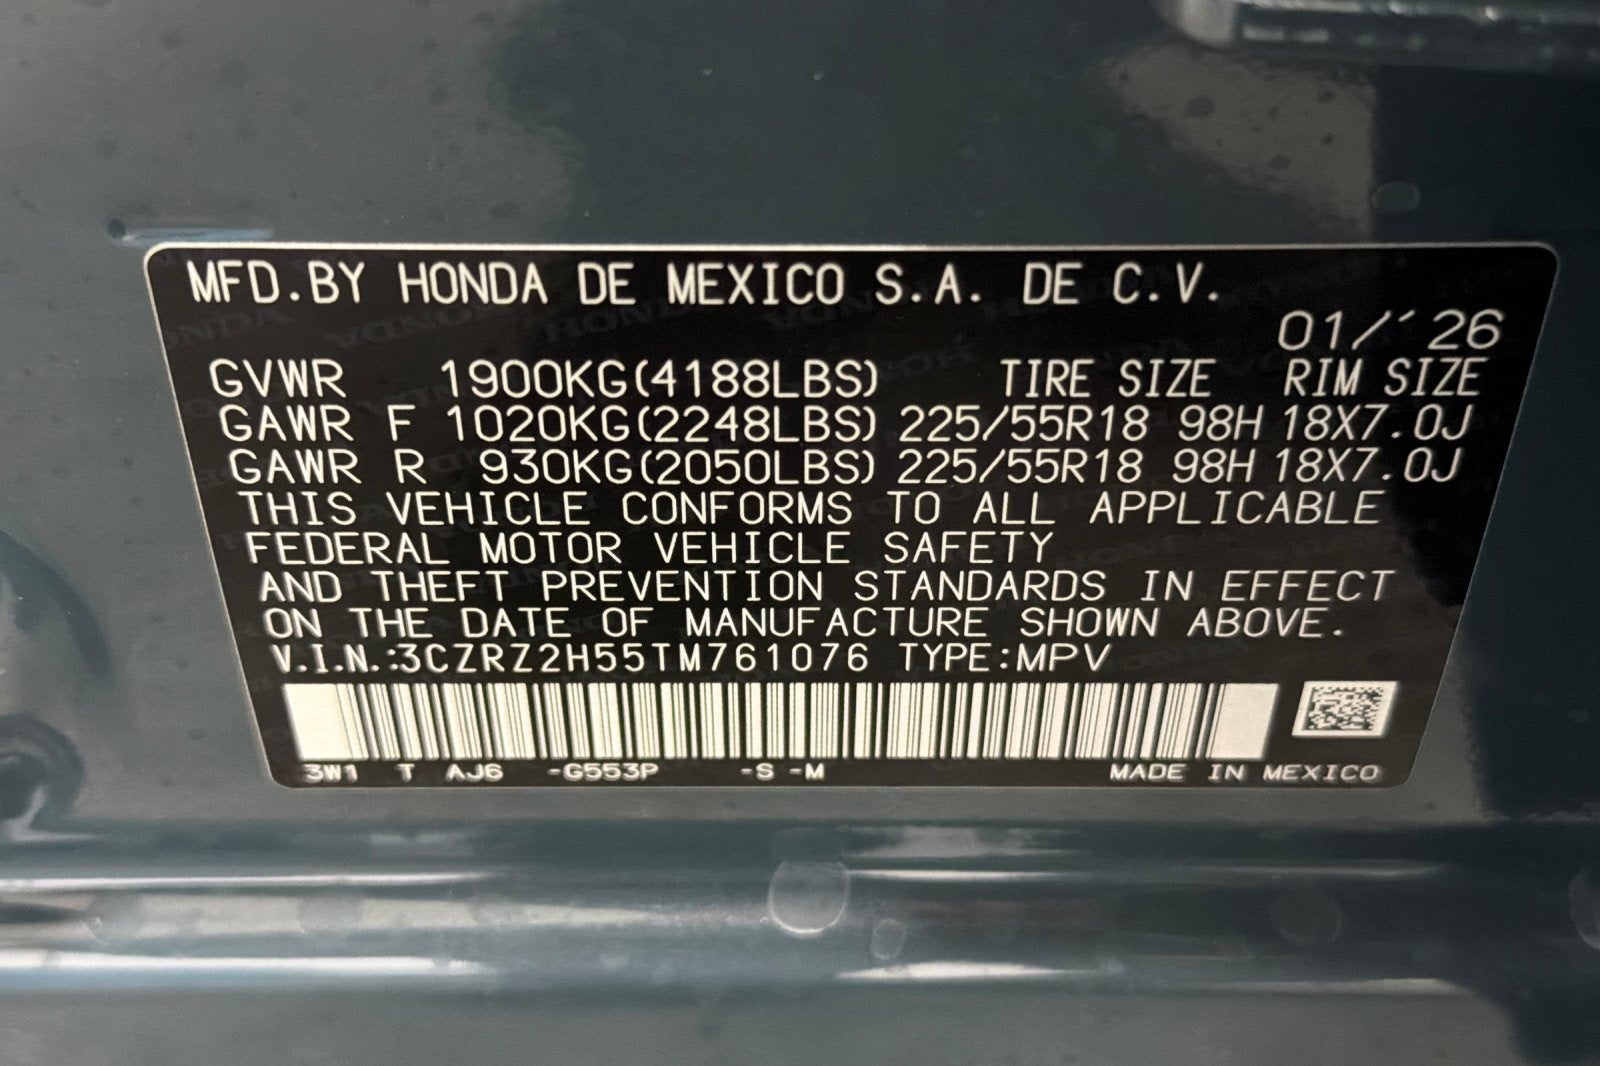 MFD.BY HONDA DE MEXICO S.A. DE C.V.
01/'26
GVWR 1900KG(4188LBS) TIRE SIZE RIM SIZE
GAWR F 1020KG(2248LBS) 225/55R18 98H 18X7.0J
GAWR R 930KG(2050LBS) 225/55R18 98H 18X7.0J
THIS VEHICLE CONFORMS TO ALL APPLICABLE
FEDERAL MOTOR VEHICLE SAFETY
AND THEFT PREVENTION STANDARDS IN EFFECT
ON THE DATE OF MANUFACTURE SHOWN ABOVE.
V.I.N.:3CZRZ2H55TM761076 TYPE:MPV
3W1 T AJ6 -G553P -S -M MADE IN MEXICO